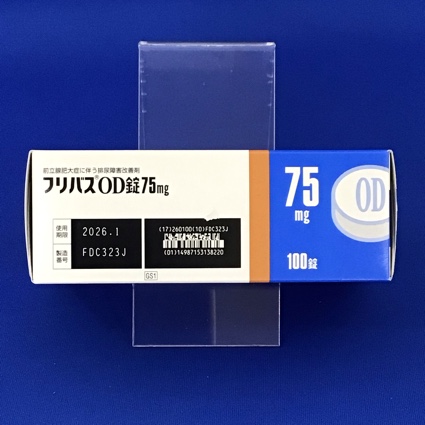 前立腺肥大症に伴う排尿障害改善剤
フリバス®OD錠75mg
使用
期限
2026.1
製造
番号
FDC323J
(17)260100(10)FDC323J
(01)14987153138220
GS1
75
mg
OD
100錠